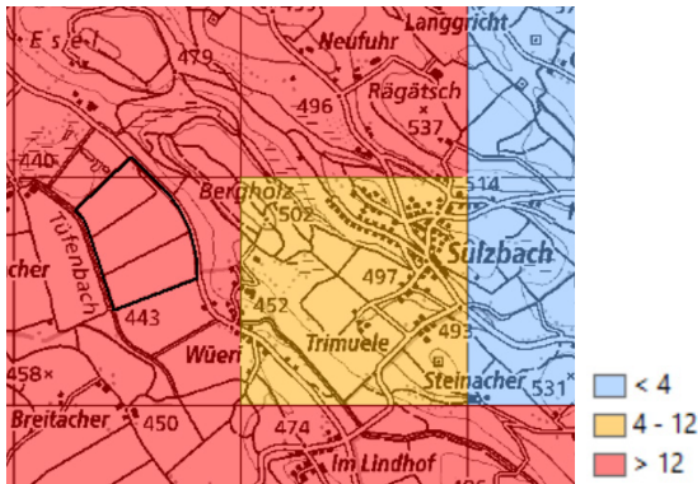 Langgricht
Esel
479
Neufuhr
496
Rägätsch
537
440
Bergholz
514
502
Tüfenbach
Sulzbach
cher
497
452
443
493
Wüeri
Trimuele
458
Steinacher
531
< 4
Breitacher
450
474
4 - 12
Im Lindhof
> 12